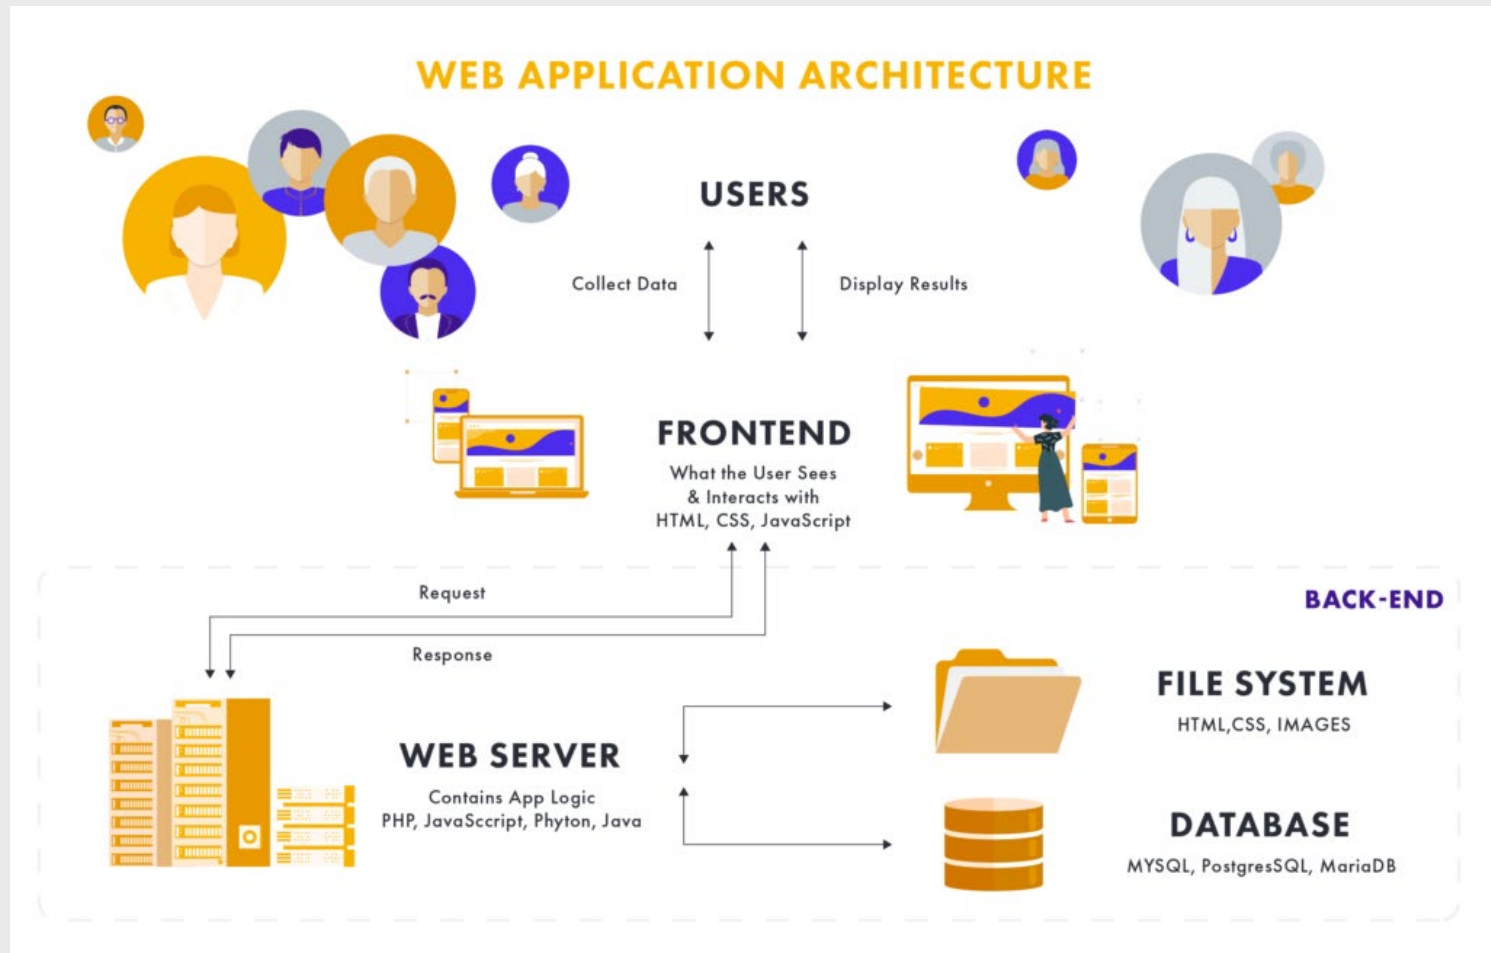 WEB APPLICATION ARCHITECTURE
USERS
Collect Data
Display Results
FRONTEND
What the User Sees
& Interacts with
HTML, CSS, JavaScript
Request
BACK-END
Response
FILE SYSTEM
HTML,CSS, IMAGES
WEB SERVER
Contains App Logic
PHP, JavaSccript, Phyton, Java
DATABASE
MYSQL, PostgresSQL, MariaDB